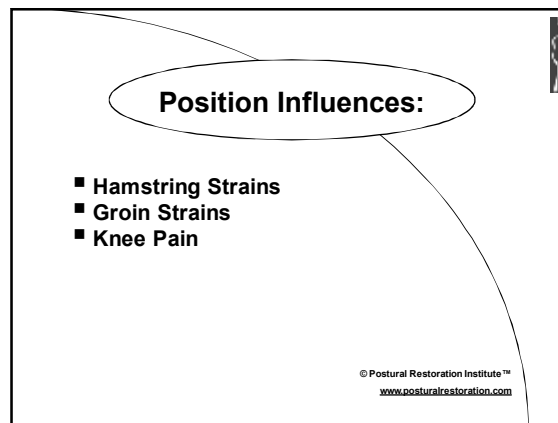 Position Influences:
▪ Hamstring Strains
▪ Groin Strains
▪ Knee Pain
© Postural Restoration Institute™
www.posturalrestoration.com